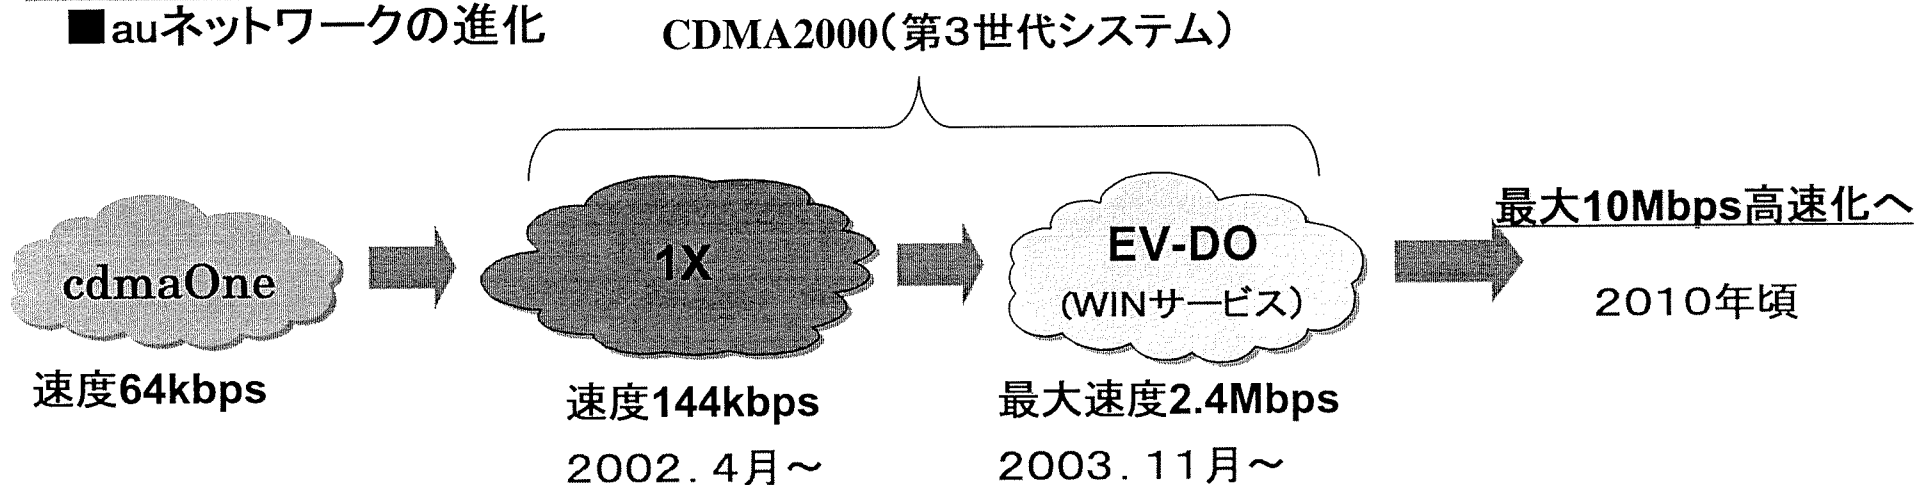 ■auネットワークの進化
CDMA2000（第３世代システム）
cdmaOne
速度64kbps
1X
速度144kbps
２００２．４月～
EV-DO
（WINサービス）
最大速度2.4Mbps
２００３．１１月～
最大10Mbps高速化へ
２０１０年頃